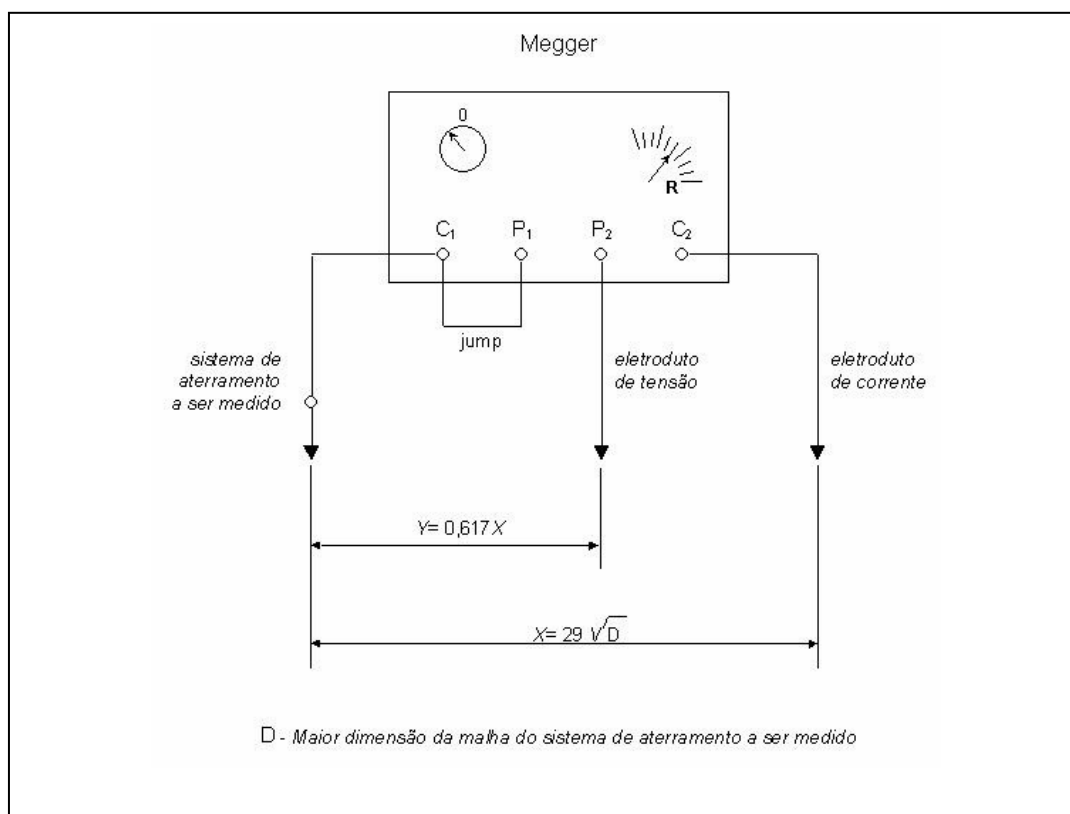 Megger
0
R
C₁ P₁ P₂ C₂
jump
sistema de
aterramento
a ser medido
eletroduto
de tensão
eletroduto
de corrente
Y= 0,617X
X= 29 √D
D - Maior dimensão da malha do sistema de aterramento a ser medido